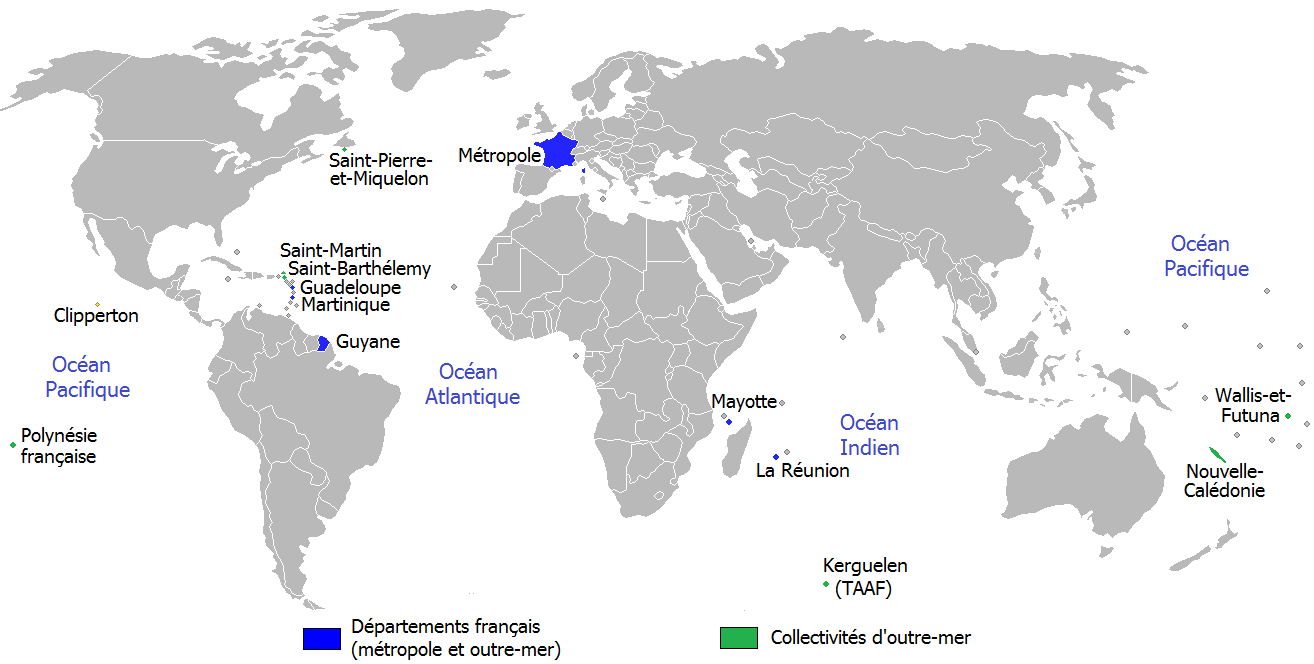 Métropole
Saint-Pierre-
et-Miquelon
Saint-Martin
Saint-Barthélemy
Guadeloupe
Martinique
Clipperton
Guyane
Océan
Pacifique
Océan
Pacifique
Océan
Atlantique
Mayotte
Wallis-et-
Futuna
Océan
Indien
Polynésie
française
La Réunion
Nouvelle-
Calédonie
Kerguelen
(TAAF)
Départements français
(métropole et outre-mer)
Collectivités d'outre-mer